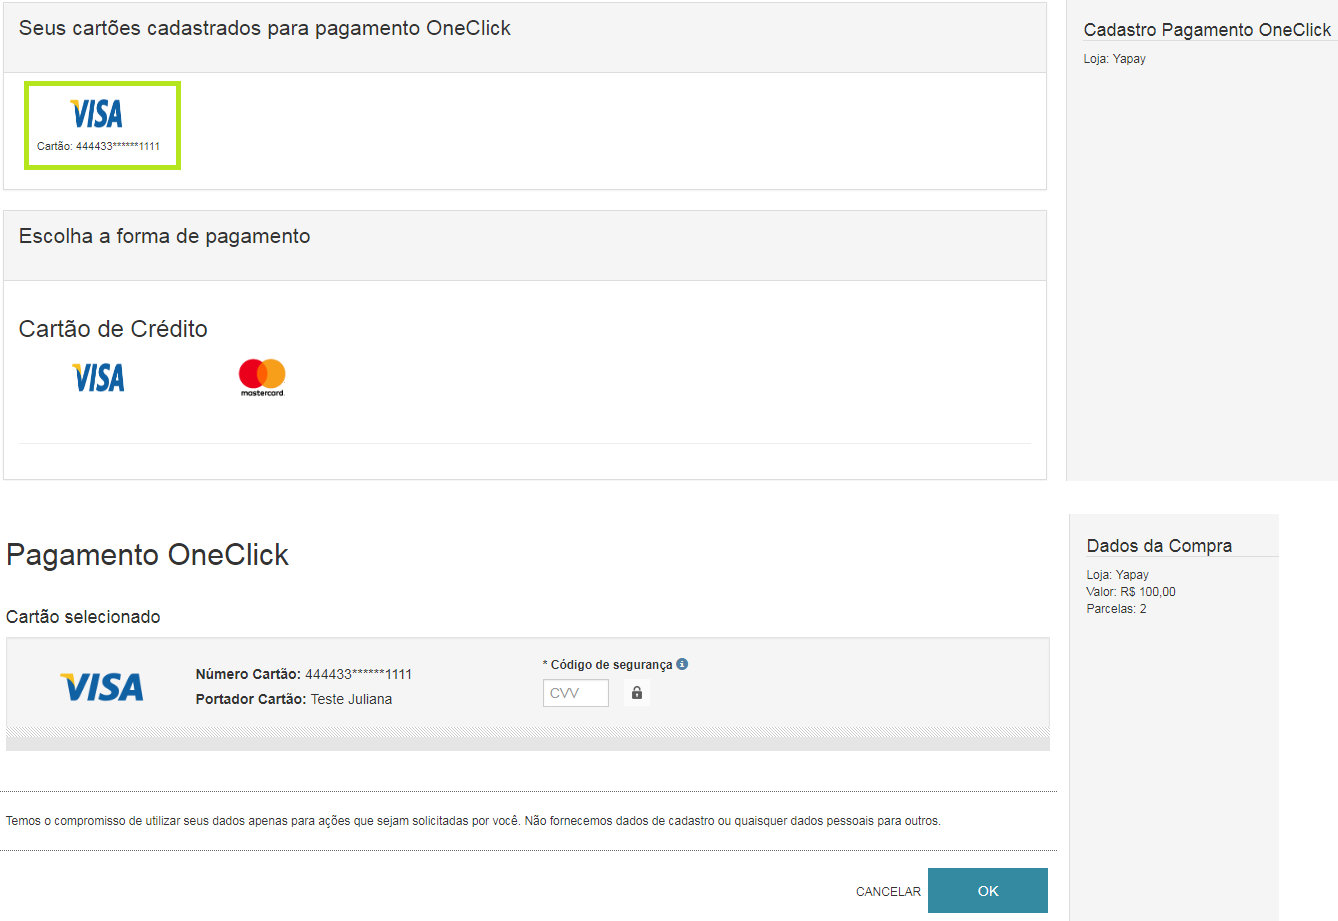 Seus cartões cadastrados para pagamento OneClick
VISA
Cartão: 444433******1111
Cadastro Pagamento OneClick
Loja: Yapay
Escolha a forma de pagamento
Cartão de Crédito
VISA
mastercard.
Pagamento OneClick
Cartão selecionado
VISA
Número Cartão: 444433******1111
Portador Cartão: Teste Juliana
* Código de segurança
CVV
Dados da Compra
Loja: Yapay
Valor: R$ 100,00
Parcelas: 2
Temos o compromisso de utilizar seus dados apenas para ações que sejam solicitadas por você. Não fornecemos dados de cadastro ou quaisquer dados pessoais para outros.
CANCELAR
OK